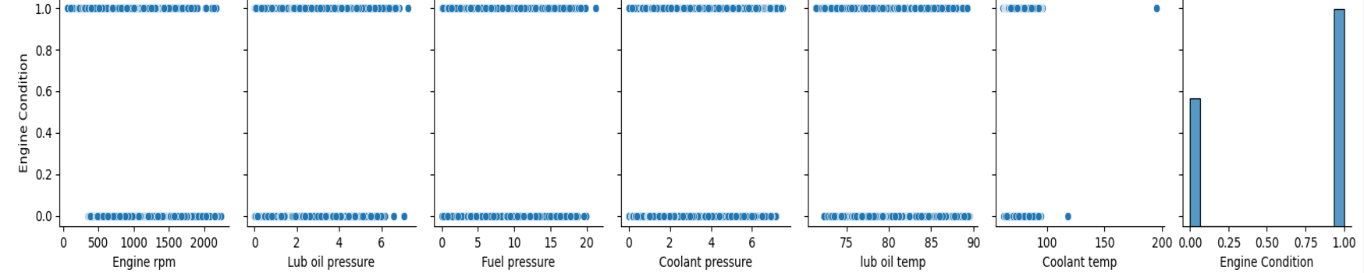 1.0
0.8
0.6
0.4
0.2
0.0
Engine Condition
0 500 1000 1500 2000
0 2 4 6
0 5 10 15 20
0 2 4 6
75 80 85 90
100 150 200
0.00 0.25 0.50 0.75 1.00
Engine rpm
Lub oil pressure
Fuel pressure
Coolant pressure
lub oil temp
Coolant temp
Engine Condition